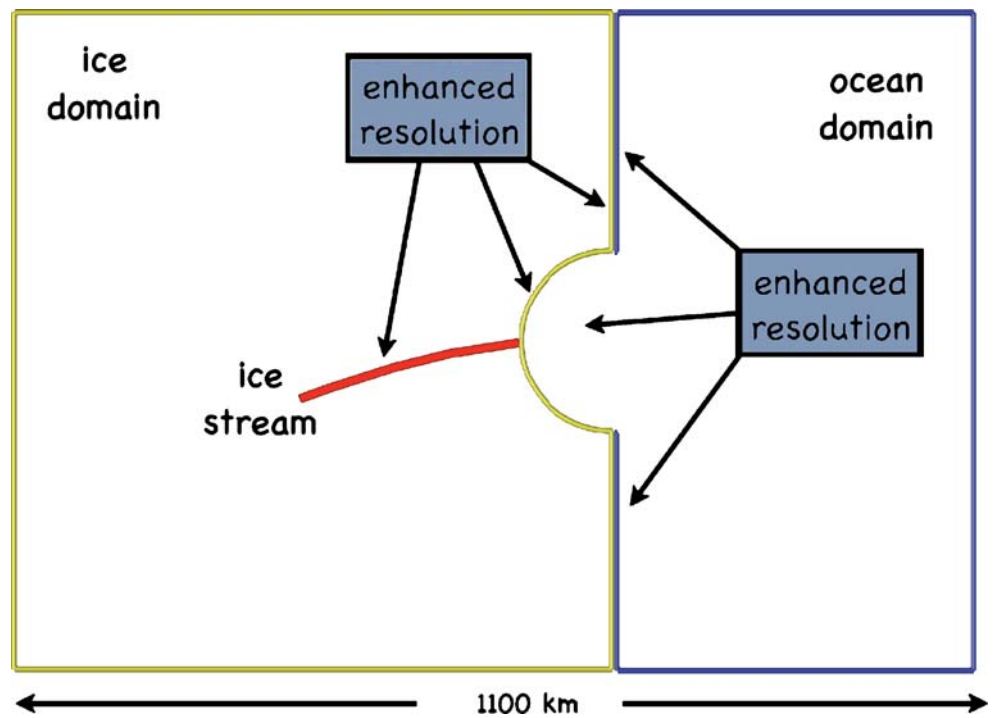 ice
domain
enhanced
resolution
ocean
domain
enhanced
resolution
ice
stream
1100 km